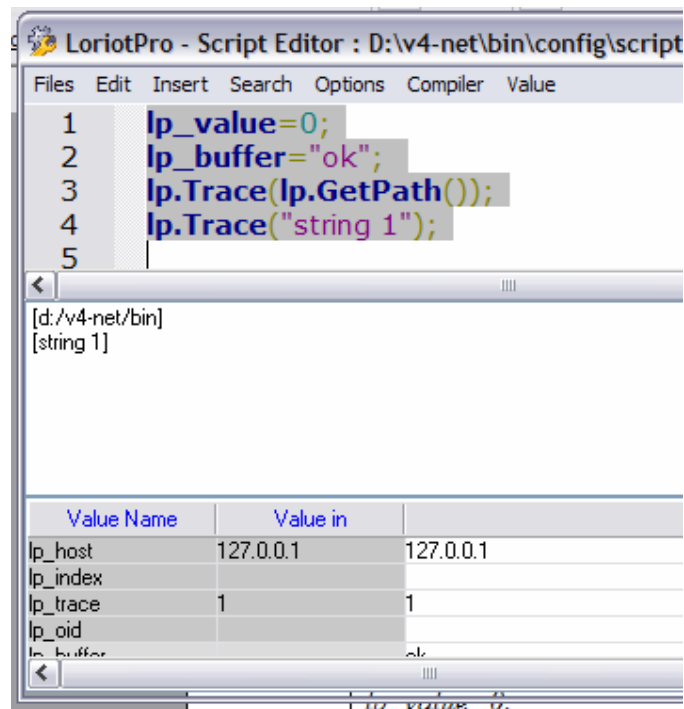 LoriotPro - Script Editor : D:\v4-net\bin\config\script
Files Edit Insert Search Options Compiler Value
1 lp_value=0;
2 lp_buffer="ok";
3 lp.Trace(lp.GetPath());
4 lp.Trace("string 1");
5
[d:/v4-net/bin]
[string 1]
Value Name Value in
lp_host 127.0.0.1 127.0.0.1
lp_index
lp_trace 1 1
lp_oid
lp_buffer ok